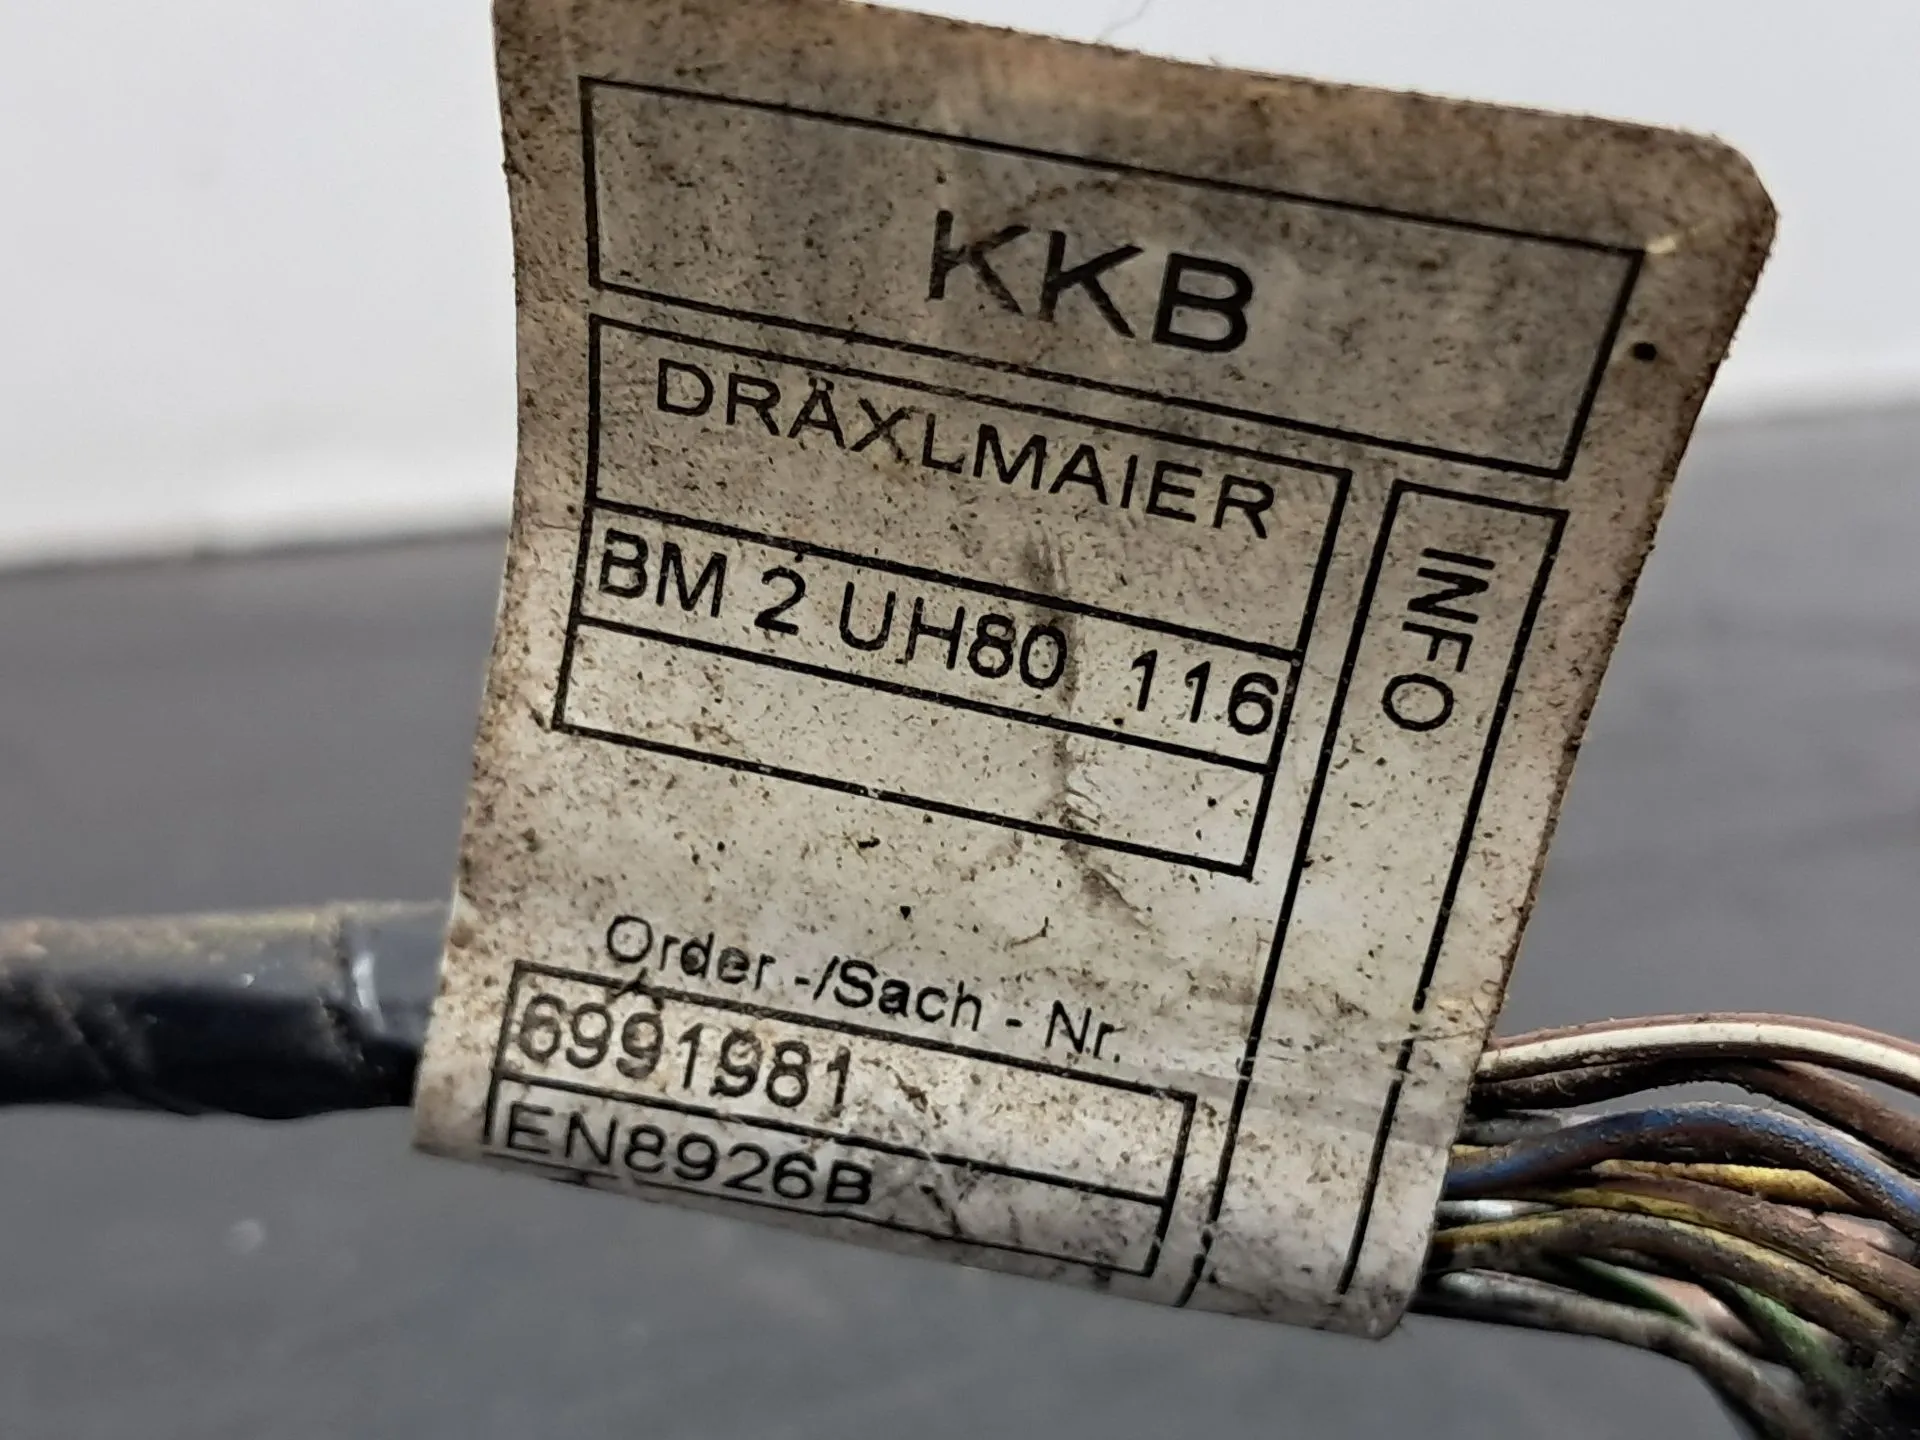 KKB
DRÄXLMAIER
BM 2 UH80 116
INFO
Order -/Sach - Nr.
6991981
EN8926B